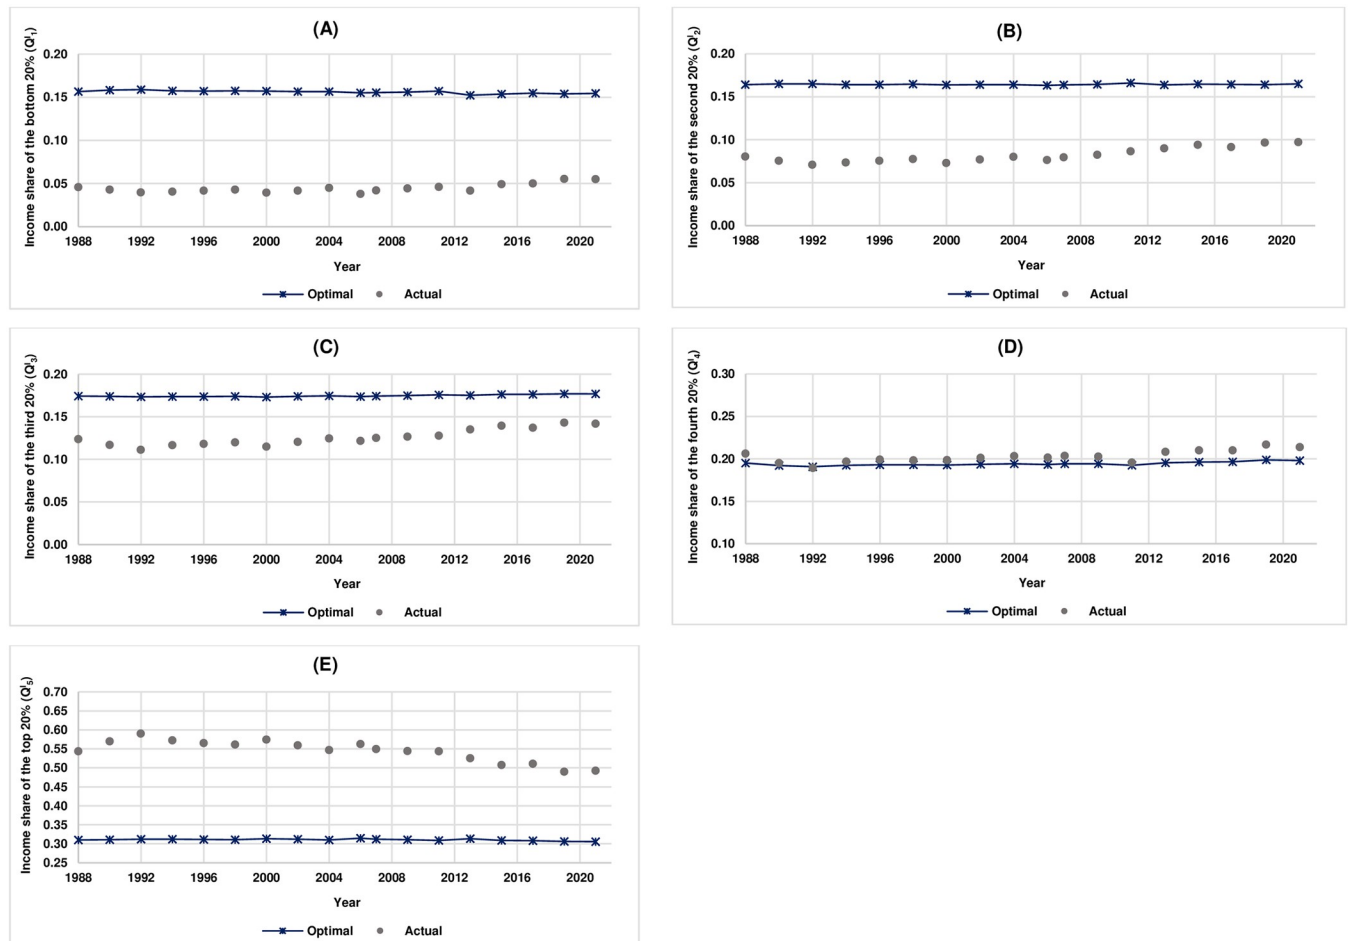 (A)
Income share of the bottom 20% (Qᴵ₁)
0.20
0.15
0.10
0.05
0.00
1988 1992 1996 2000 2004 2008 2012 2016 2020
Year
Optimal Actual
(B)
Income share of the second 20% (Qᴵ₂)
0.20
0.15
0.10
0.05
0.00
1988 1992 1996 2000 2004 2008 2012 2016 2020
Year
Optimal Actual
(C)
Income share of the third 20% (Qᴵ₃)
0.20
0.15
0.10
0.05
0.00
1988 1992 1996 2000 2004 2008 2012 2016 2020
Year
Optimal Actual
(D)
Income share of the fourth 20% (Qᴵ₄)
0.30
0.25
0.20
0.15
0.10
1988 1992 1996 2000 2004 2008 2012 2016 2020
Year
Optimal Actual
(E)
Income share of the top 20% (Qᴵ₅)
0.70
0.65
0.60
0.55
0.50
0.45
0.40
0.35
0.30
0.25
1988 1992 1996 2000 2004 2008 2012 2016 2020
Year
Optimal Actual